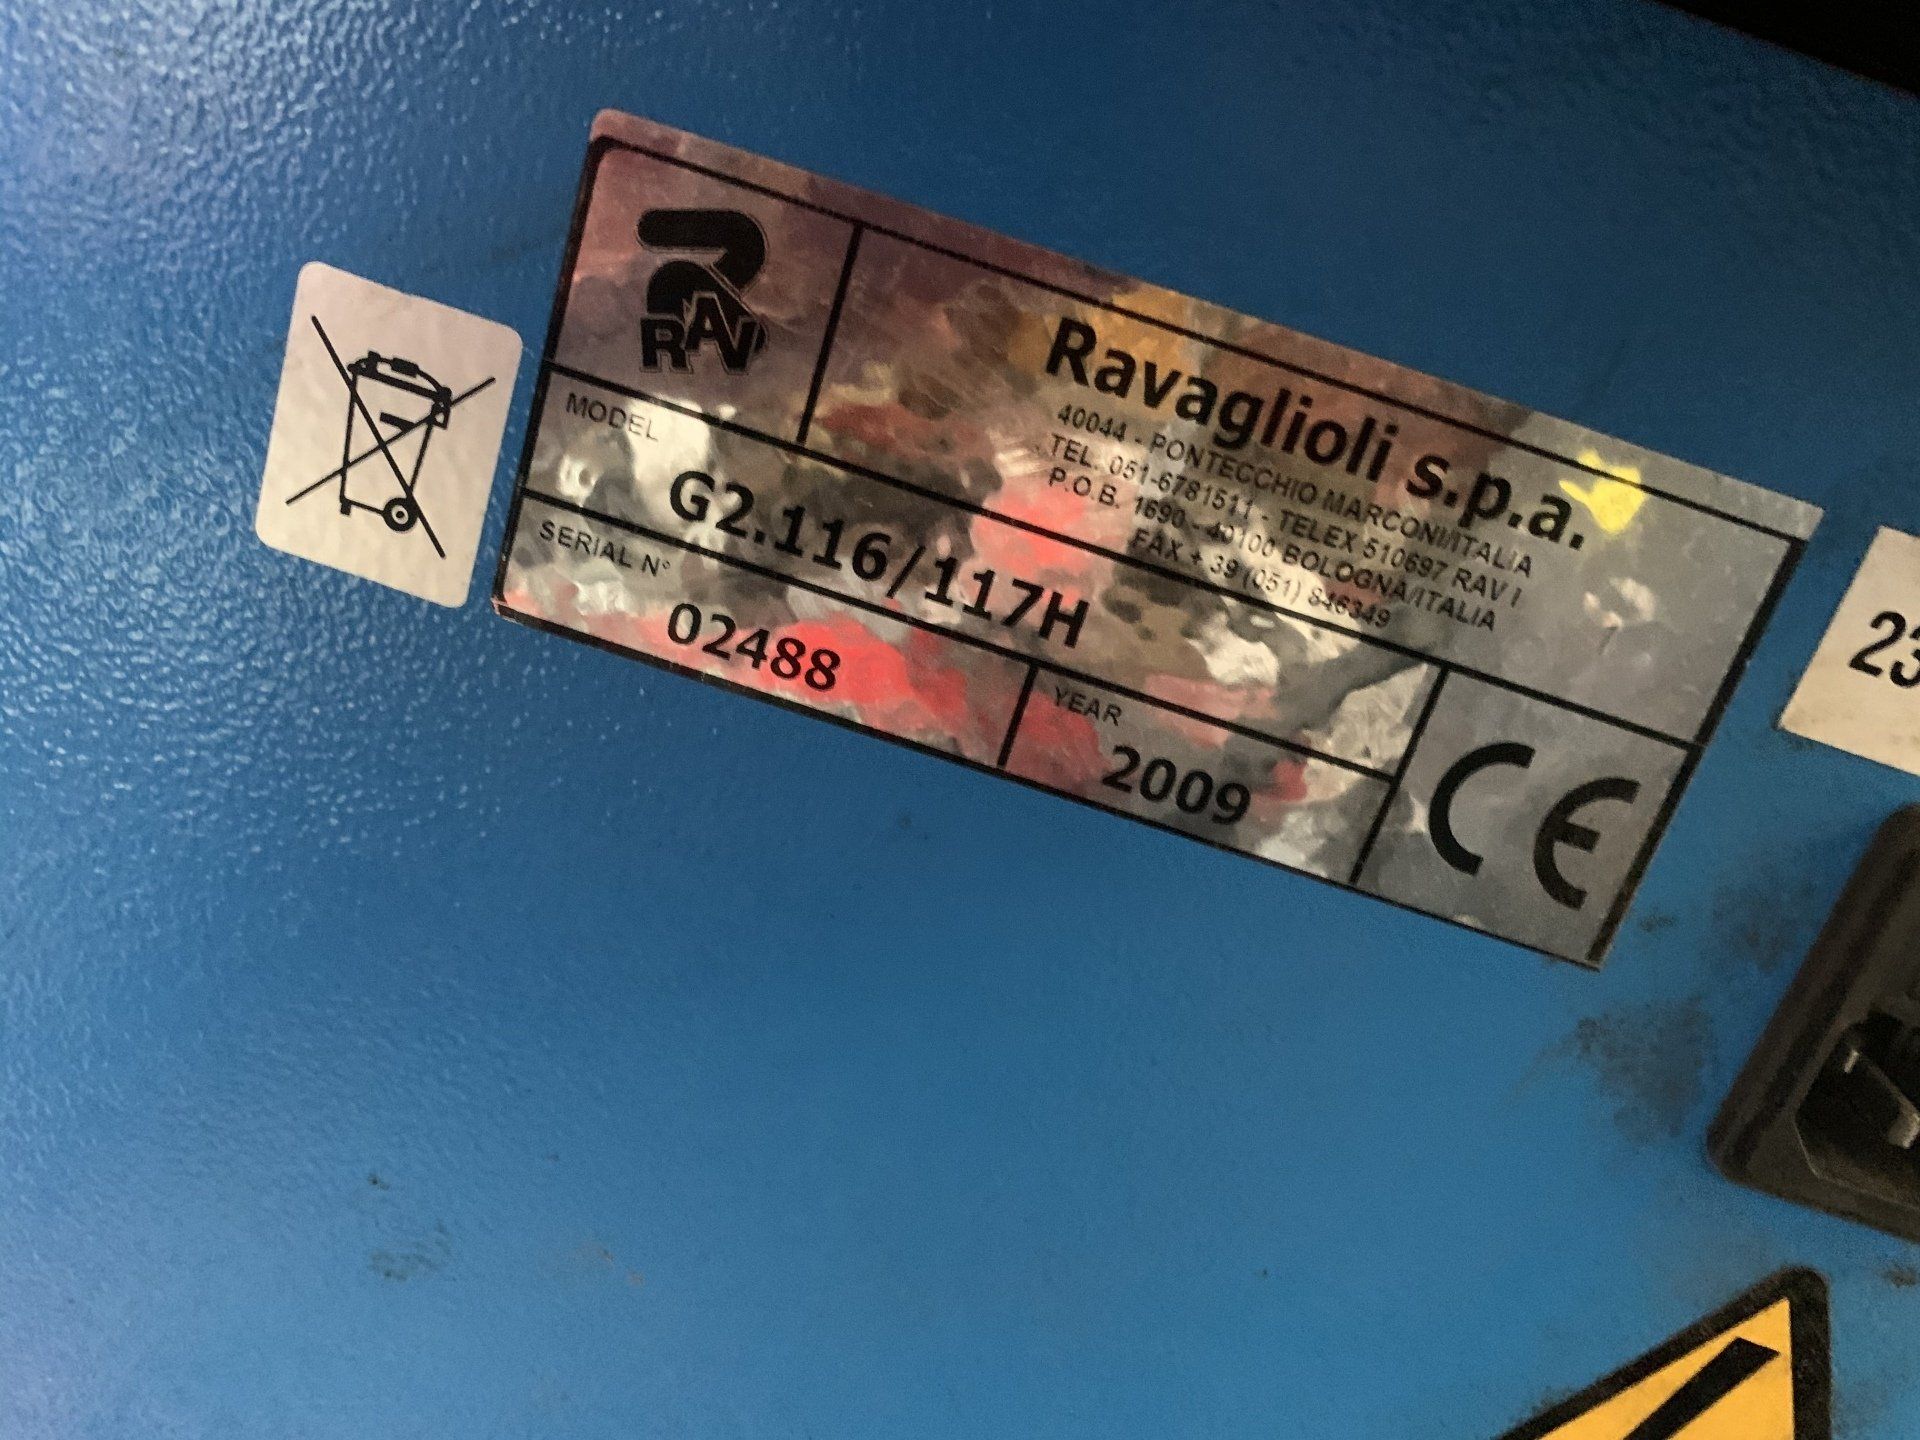 RAV
Ravaglioli s.p.a.
40044 - PONTECCHIO MARCONI/ITALIA
TEL. 051-6781511 - TELEX 510697 RAV I
P.O.B. 1690 - 40100 BOLOGNA/ITALIA
FAX + 39 (051) 846349
MODEL
G2.116/117H
SERIAL N°
02488
YEAR
2009
CE
23